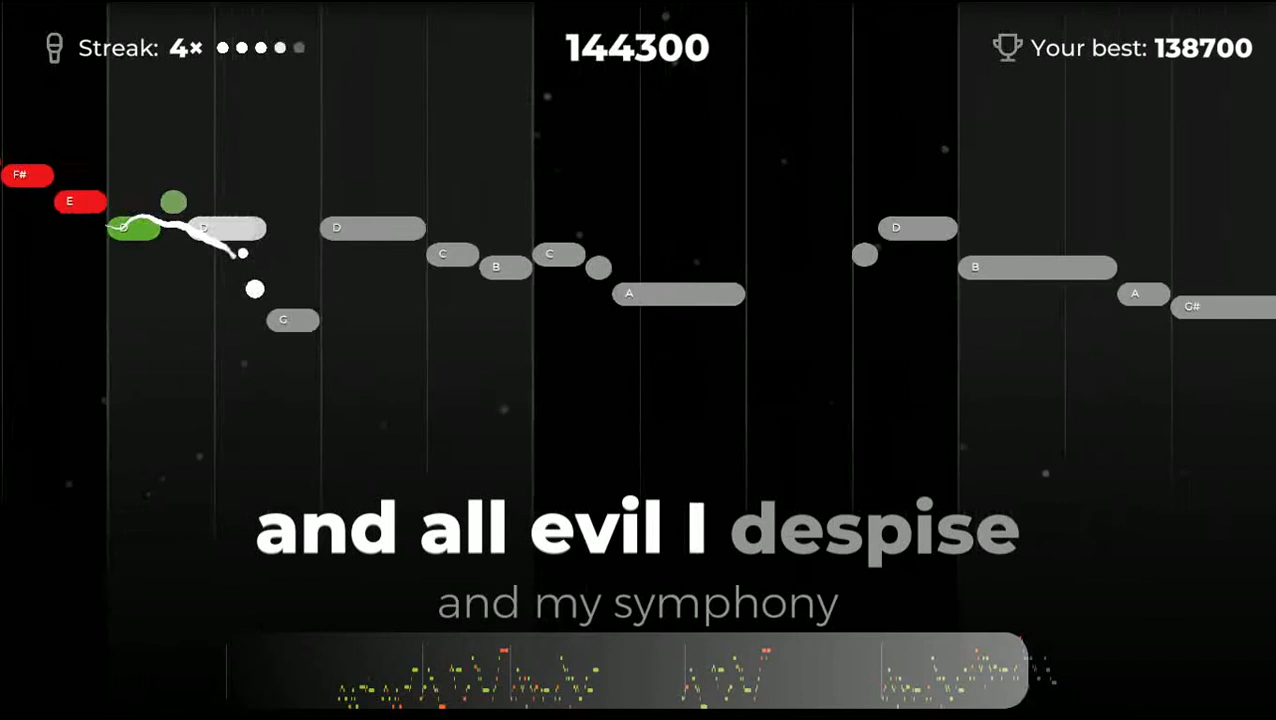 Streak: 4× 144300 Your best: 138700
F#
E
D D D D
C C
B B
A A
G#
G
and all evil I despise
and my symphony